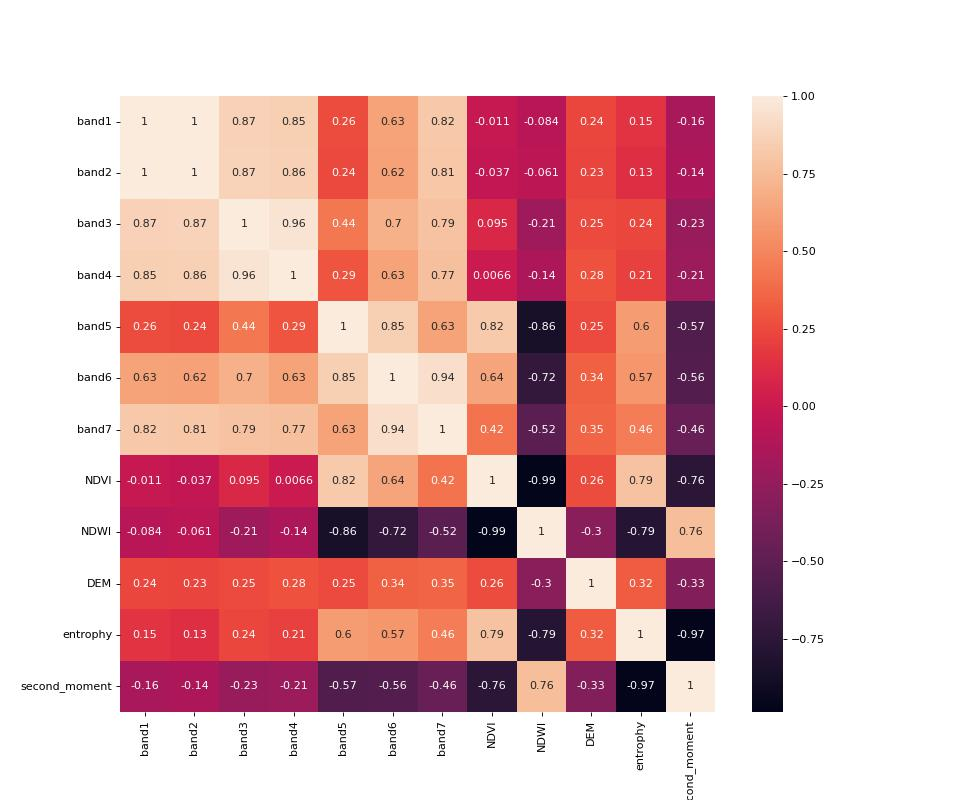 band1 1 1 0.87 0.85 0.26 0.63 0.82 -0.011 -0.084 0.24 0.15 -0.16
band2 1 1 0.87 0.86 0.24 0.62 0.81 -0.037 -0.061 0.23 0.13 -0.14
band3 0.87 0.87 1 0.96 0.44 0.7 0.79 0.095 -0.21 0.25 0.24 -0.23
band4 0.85 0.86 0.96 1 0.29 0.63 0.77 0.0066 -0.14 0.28 0.21 -0.21
band5 0.26 0.24 0.44 0.29 1 0.85 0.63 0.82 -0.86 0.25 0.6 -0.57
band6 0.63 0.62 0.7 0.63 0.85 1 0.94 0.64 -0.72 0.34 0.57 -0.56
band7 0.82 0.81 0.79 0.77 0.63 0.94 1 0.42 -0.52 0.35 0.46 -0.46
NDVI -0.011 -0.037 0.095 0.0066 0.82 0.64 0.42 1 -0.99 0.26 0.79 -0.76
NDWI -0.084 -0.061 -0.21 -0.14 -0.86 -0.72 -0.52 -0.99 1 -0.3 -0.79 0.76
DEM 0.24 0.23 0.25 0.28 0.25 0.34 0.35 0.26 -0.3 1 0.32 -0.33
entrophy 0.15 0.13 0.24 0.21 0.6 0.57 0.46 0.79 -0.79 0.32 1 -0.97
second_moment -0.16 -0.14 -0.23 -0.21 -0.57 -0.56 -0.46 -0.76 0.76 -0.33 -0.97 1
band1 band2 band3 band4 band5 band6 band7 NDVI NDWI DEM entrophy cond_moment
1.00
0.75
0.50
0.25
0.00
−0.25
−0.50
−0.75